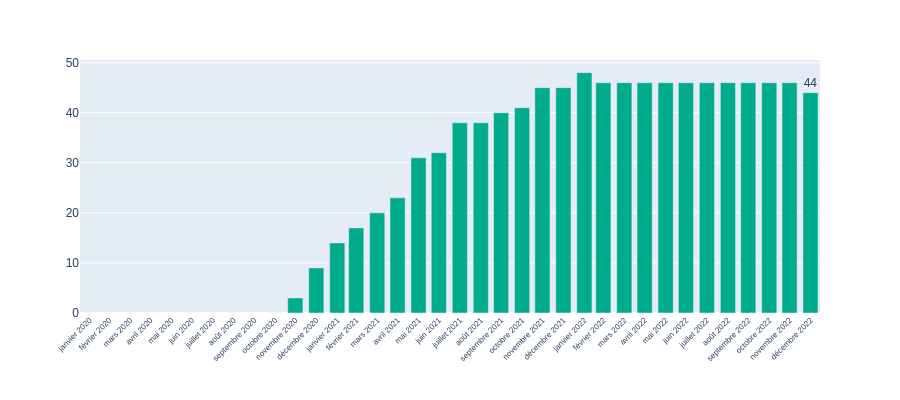 50
40
30
20
10
0
44
janvier 2020
février 2020
mars 2020
avril 2020
mai 2020
juin 2020
juillet 2020
août 2020
septembre 2020
octobre 2020
novembre 2020
décembre 2020
janvier 2021
février 2021
mars 2021
avril 2021
mai 2021
juin 2021
juillet 2021
août 2021
septembre 2021
octobre 2021
novembre 2021
décembre 2021
janvier 2022
février 2022
mars 2022
avril 2022
mai 2022
juin 2022
juillet 2022
août 2022
septembre 2022
octobre 2022
novembre 2022
décembre 2022